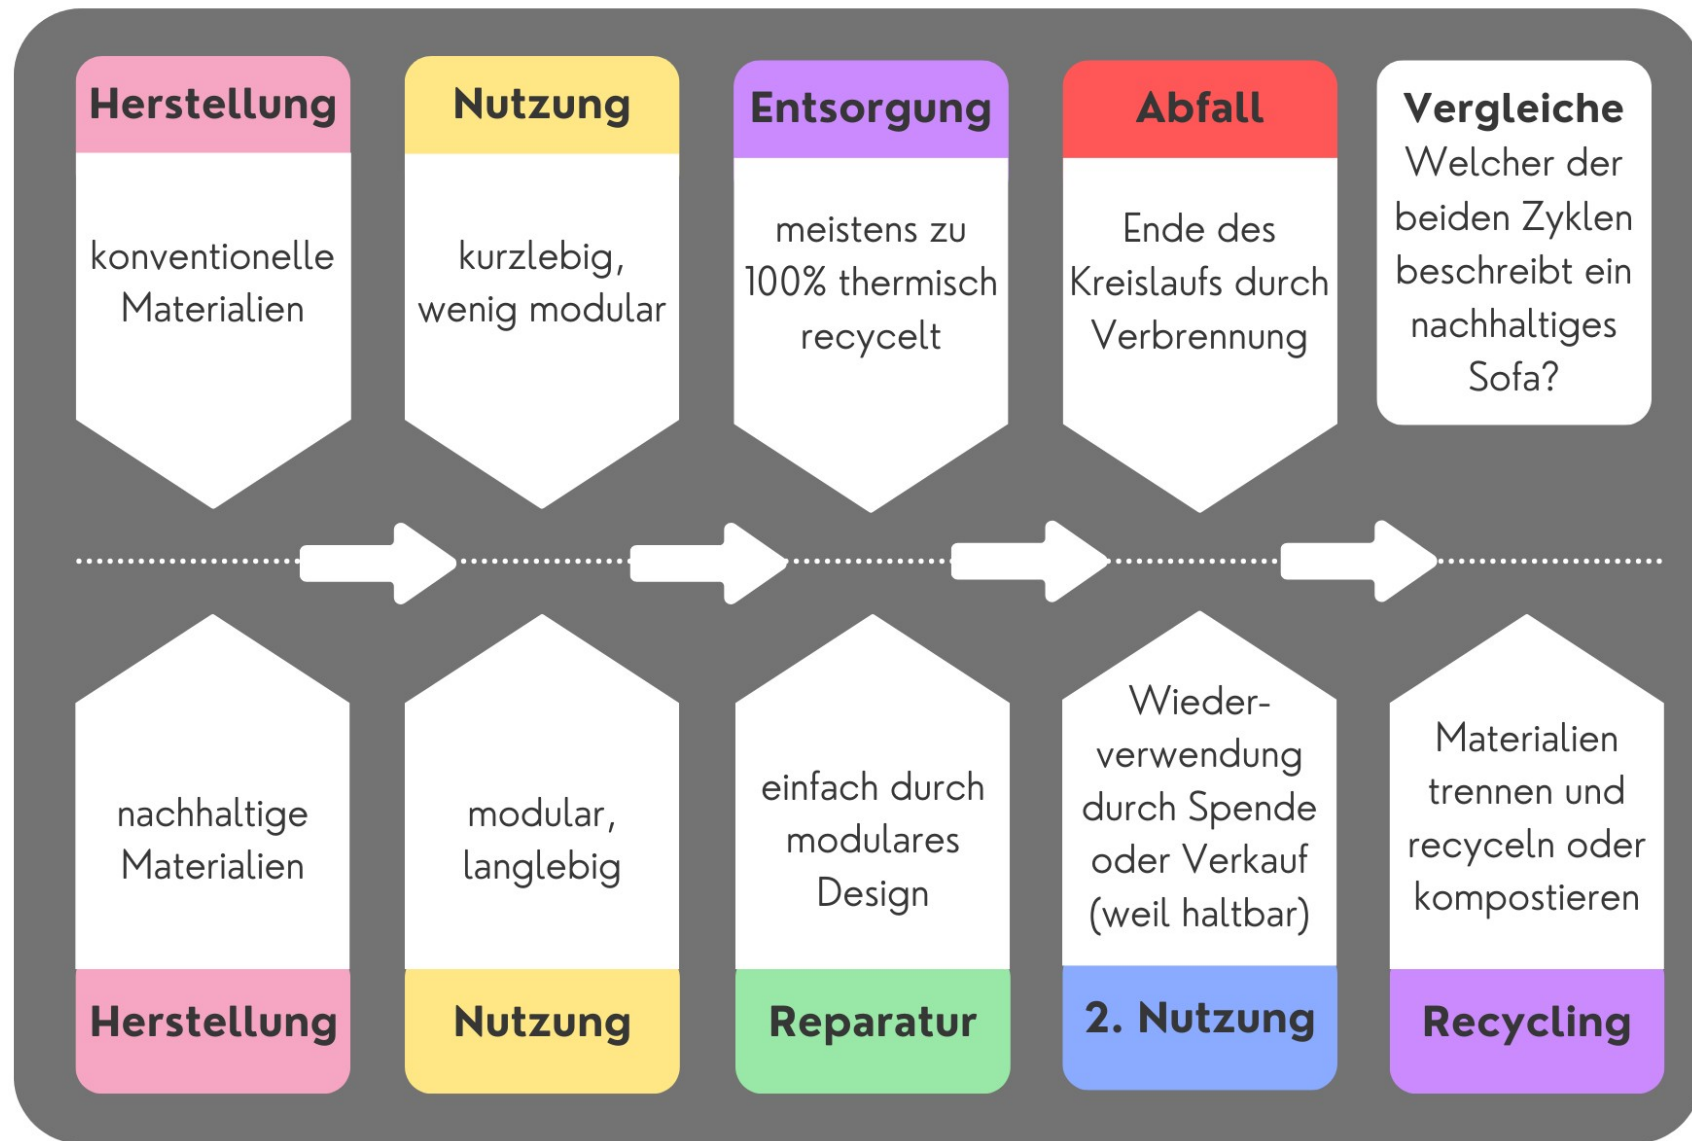 Herstellung
konventionelle
Materialien
Nutzung
kurzlebig,
wenig modular
Entsorgung
meistens zu
100% thermisch
recycelt
Abfall
Ende des
Kreislaufs durch
Verbrennung
Vergleiche
Welcher der
beiden Zyklen
beschreibt ein
nachhaltiges
Sofa?
nachhaltige
Materialien
Herstellung
modular,
langlebig
Nutzung
einfach durch
modulares
Design
Reparatur
Wieder-
verwendung
durch Spende
oder Verkauf
(weil haltbar)
2. Nutzung
Materialien
trennen und
recyceln oder
kompostieren
Recycling